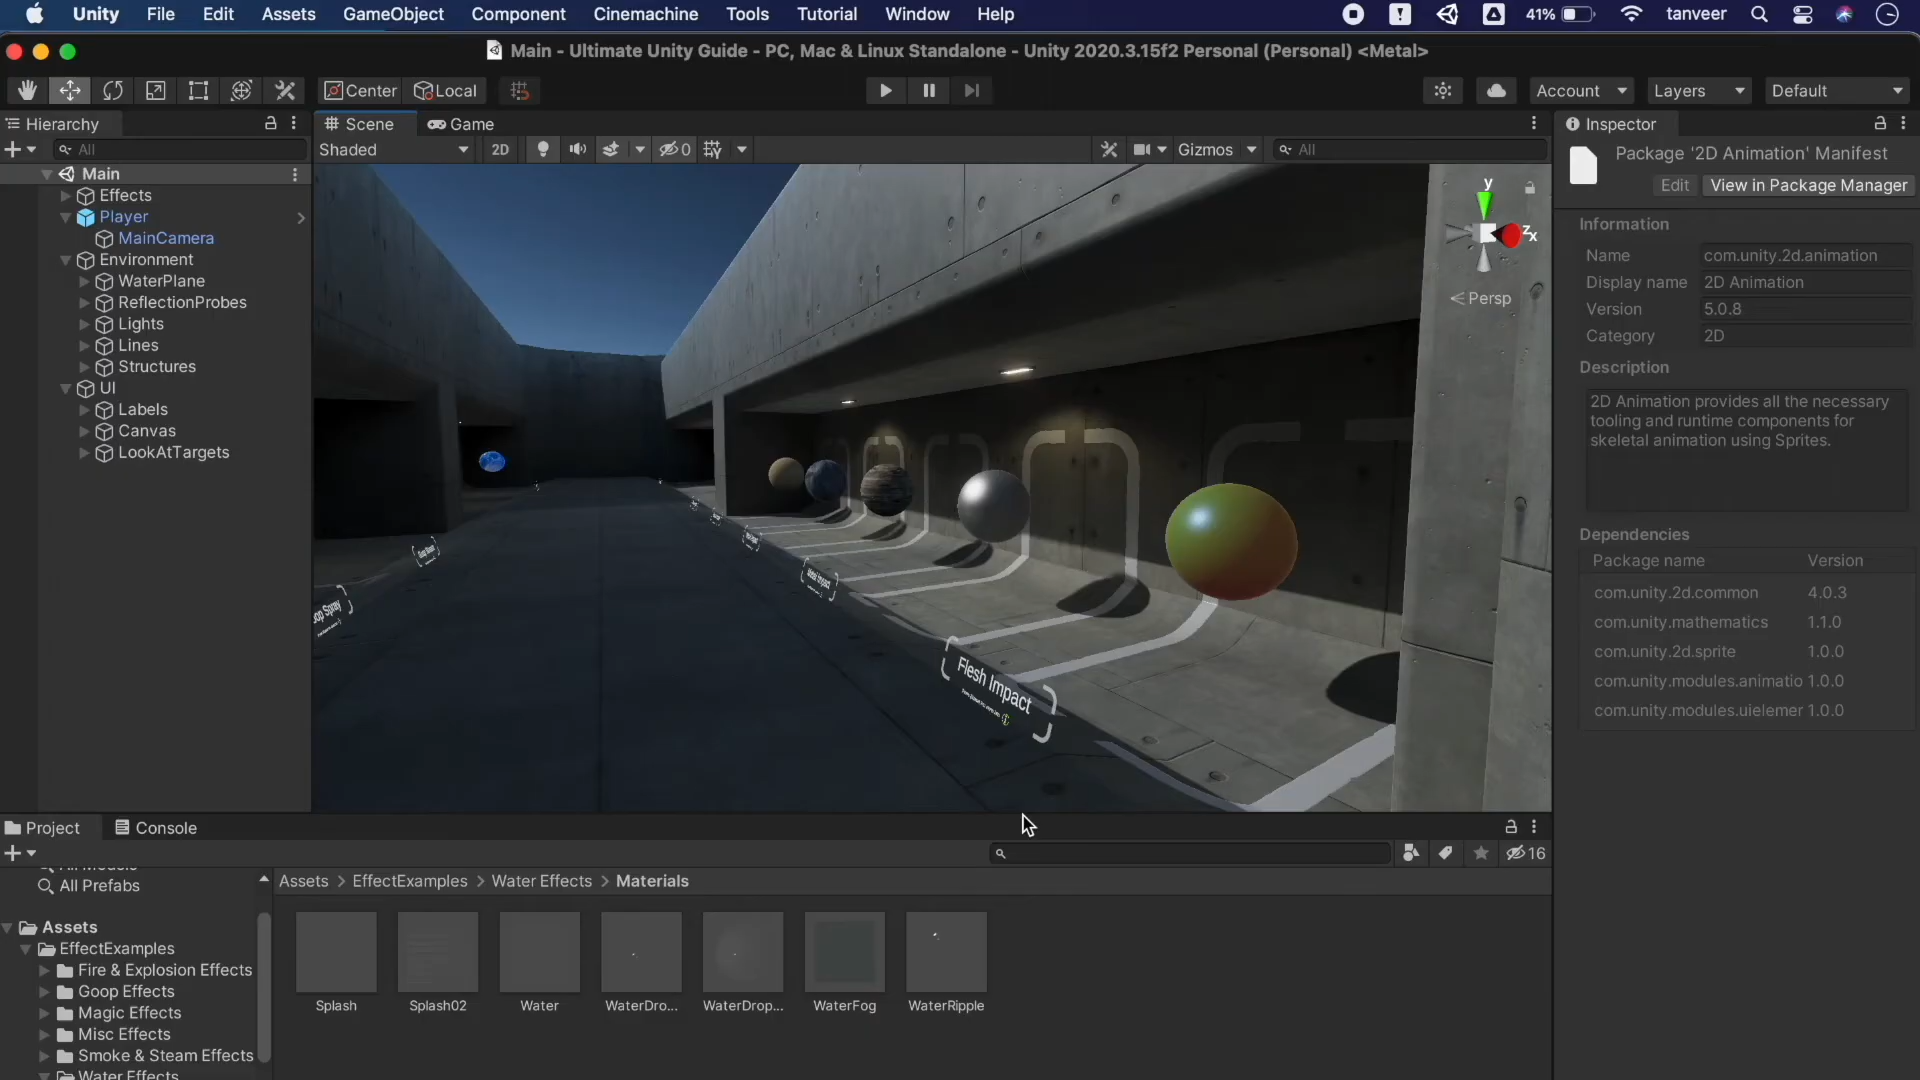 Unity File Edit Assets GameObject Component Cinemachine Tools Tutorial Window Help 41% tanveer
Main - Ultimate Unity Guide - PC, Mac & Linux Standalone - Unity 2020.3.15f2 Personal (Personal) <Metal>
Center Local Account Layers Default
Hierarchy
All
Main
Effects
Player
MainCamera
Environment
WaterPlane
ReflectionProbes
Lights
Lines
Structures
UI
Labels
Canvas
LookAtTargets
Scene Game
Shaded 2D 0 Gizmos All
y
x
z
Persp
Flesh Impact
Inspector
Package '2D Animation' Manifest
Edit View in Package Manager
Information
Name com.unity.2d.animation
Display name 2D Animation
Version 5.0.8
Category 2D
Description
2D Animation provides all the necessary
tooling and runtime components for
skeletal animation using Sprites.
Dependencies
Package name Version
com.unity.2d.common 4.0.3
com.unity.mathematics 1.1.0
com.unity.2d.sprite 1.0.0
com.unity.modules.animatio 1.0.0
com.unity.modules.uielemer 1.0.0
Project Console
16
All Models
All Prefabs
Assets
EffectExamples
Fire & Explosion Effects
Goop Effects
Magic Effects
Misc Effects
Smoke & Steam Effects
Water Effects
Assets > EffectExamples > Water Effects > Materials
Splash Splash02 Water WaterDro... WaterDrop... WaterFog WaterRipple